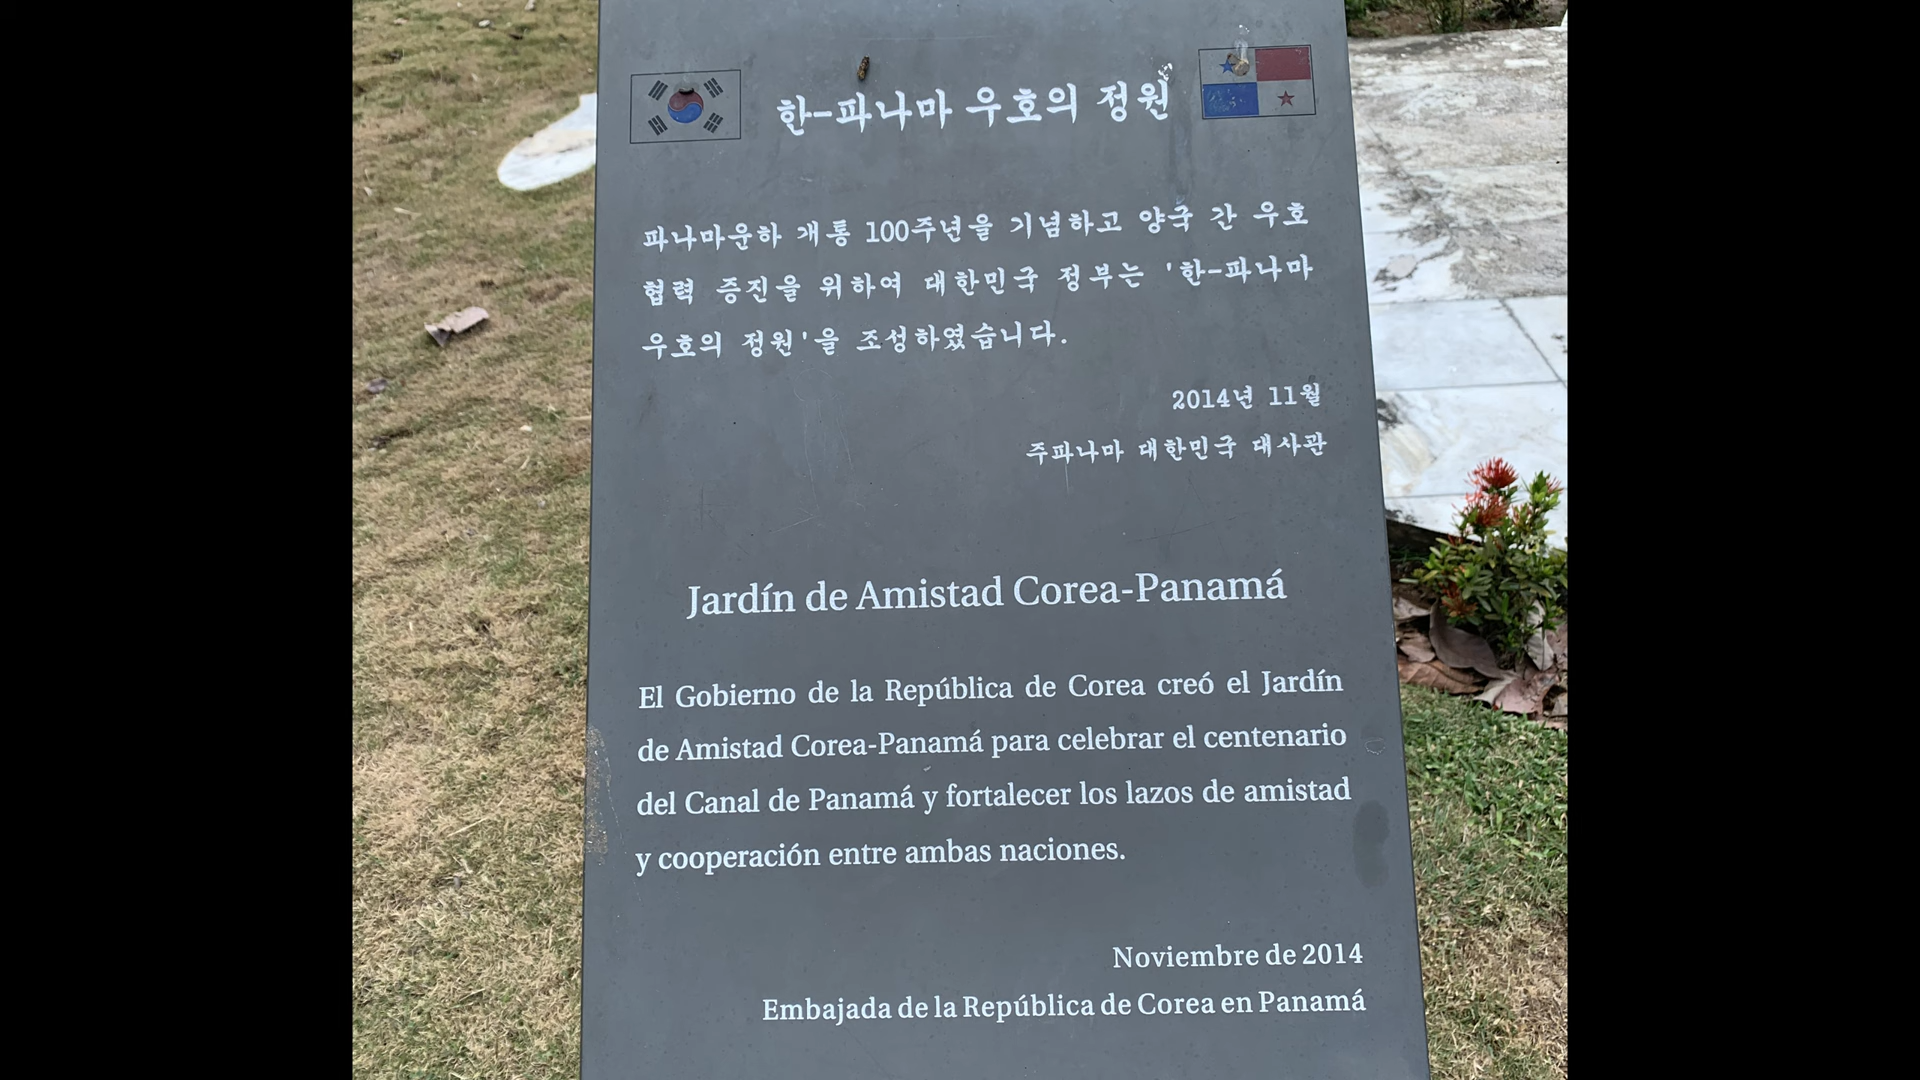 한-파나마 우호의 정원
파나마운하 개통 100주년을 기념하고 양국 간 우호
협력 증진을 위하여 대한민국 정부는 '한-파나마
우호의 정원'을 조성하였습니다.
2014년 11월
주파나마 대한민국 대사관
Jardín de Amistad Corea-Panamá
El Gobierno de la República de Corea creó el Jardín
de Amistad Corea-Panamá para celebrar el centenario
del Canal de Panamá y fortalecer los lazos de amistad
y cooperación entre ambas naciones.
Noviembre de 2014
Embajada de la República de Corea en Panamá